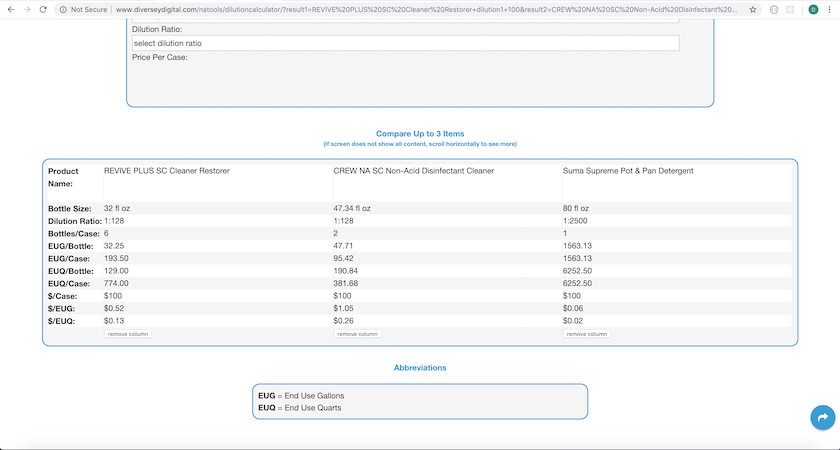 Not Secure | www.diverseydigital.com/natools/dilutioncalculator/?result1=REVIVE%20PLUS%20SC%20Cleaner%20Restorer+dilution1+100&result2=CREW%20NA%20SC%20Non-Acid%20Disinfectant%20...
D
Dilution Ratio:
select dilution ratio
Price Per Case:
Compare Up to 3 Items
(if screen does not show all content, scroll horizontally to see more)
Product Name: REVIVE PLUS SC Cleaner Restorer CREW NA SC Non-Acid Disinfectant Cleaner Suma Supreme Pot & Pan Detergent
Bottle Size: 32 fl oz 47.34 fl oz 80 fl oz
Dilution Ratio: 1:128 1:128 1:2500
Bottles/Case: 6 2 1
EUG/Bottle: 32.25 47.71 1563.13
EUG/Case: 193.50 95.42 1563.13
EUQ/Bottle: 129.00 190.84 6252.50
EUQ/Case: 774.00 381.68 6252.50
$/Case: $100 $100 $100
$/EUG: $0.52 $1.05 $0.06
$/EUQ: $0.13 $0.26 $0.02
remove column remove column remove column
Abbreviations
EUG = End Use Gallons
EUQ = End Use Quarts